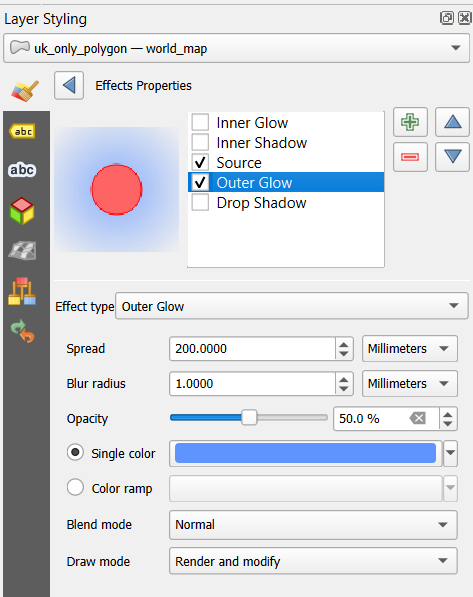 Layer Styling
uk_only_polygon — world_map
Effects Properties
abc
abc
Inner Glow
Inner Shadow
Source
Outer Glow
Drop Shadow
Effect type Outer Glow
Spread 200.0000 Millimeters
Blur radius 1.0000 Millimeters
Opacity 50.0 %
Single color
Color ramp
Blend mode Normal
Draw mode Render and modify